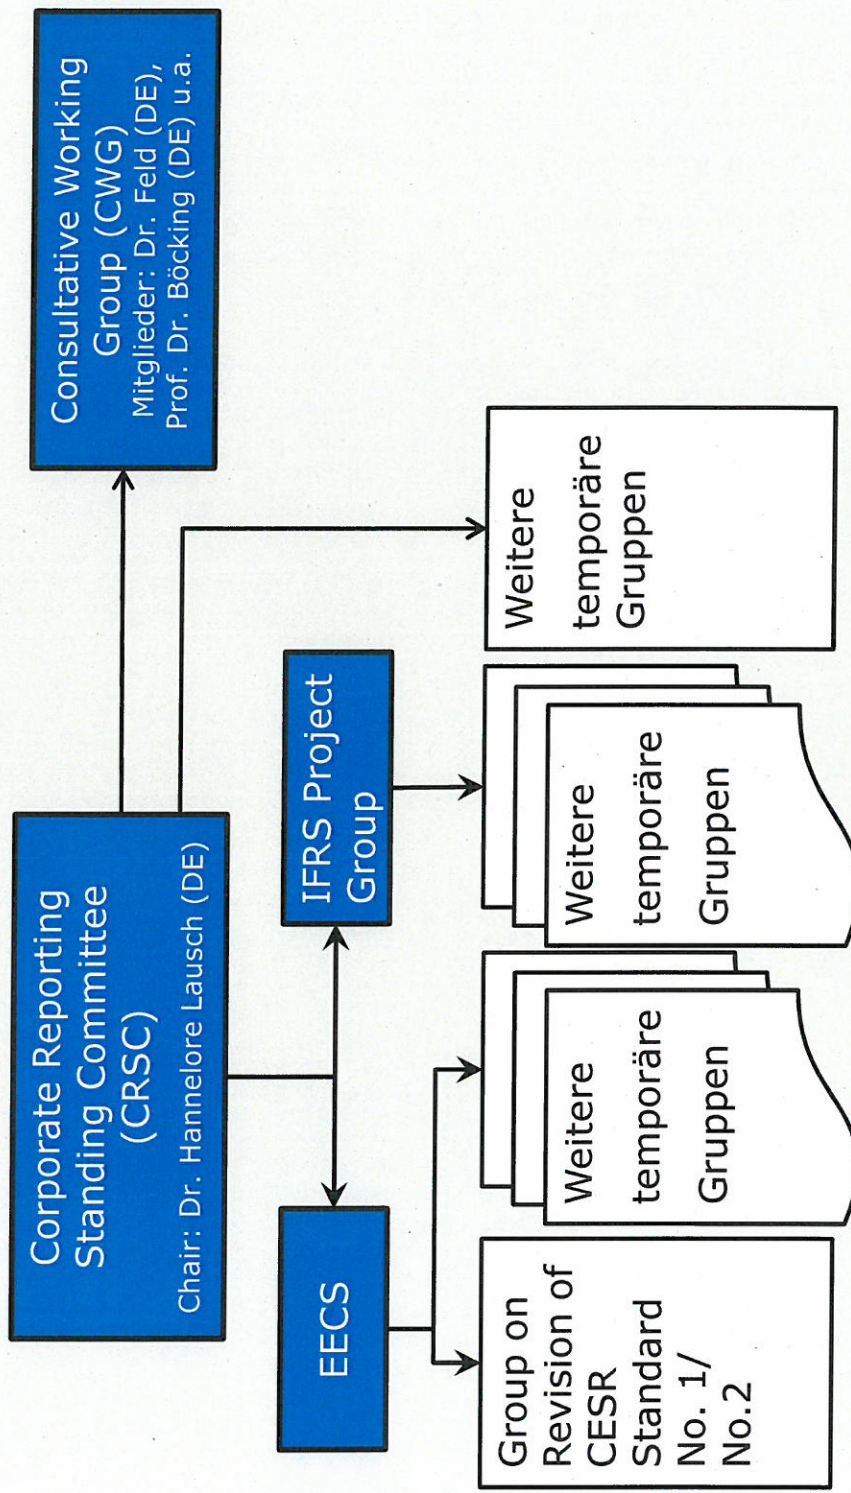 Corporate Reporting
Standing Committee
(CRSC)
Chair: Dr. Hannelore Lausch (DE)
Consultative Working
Group (CWG)
Mitglieder: Dr. Feld (DE),
Prof. Dr. Böcking (DE) u.a.
EECS
IFRS Project
Group
Group on
Revision of
CESR
Standard
No. 1/
No.2
Weitere
temporäre
Gruppen
Weitere
temporäre
Gruppen
Weitere
temporäre
Gruppen